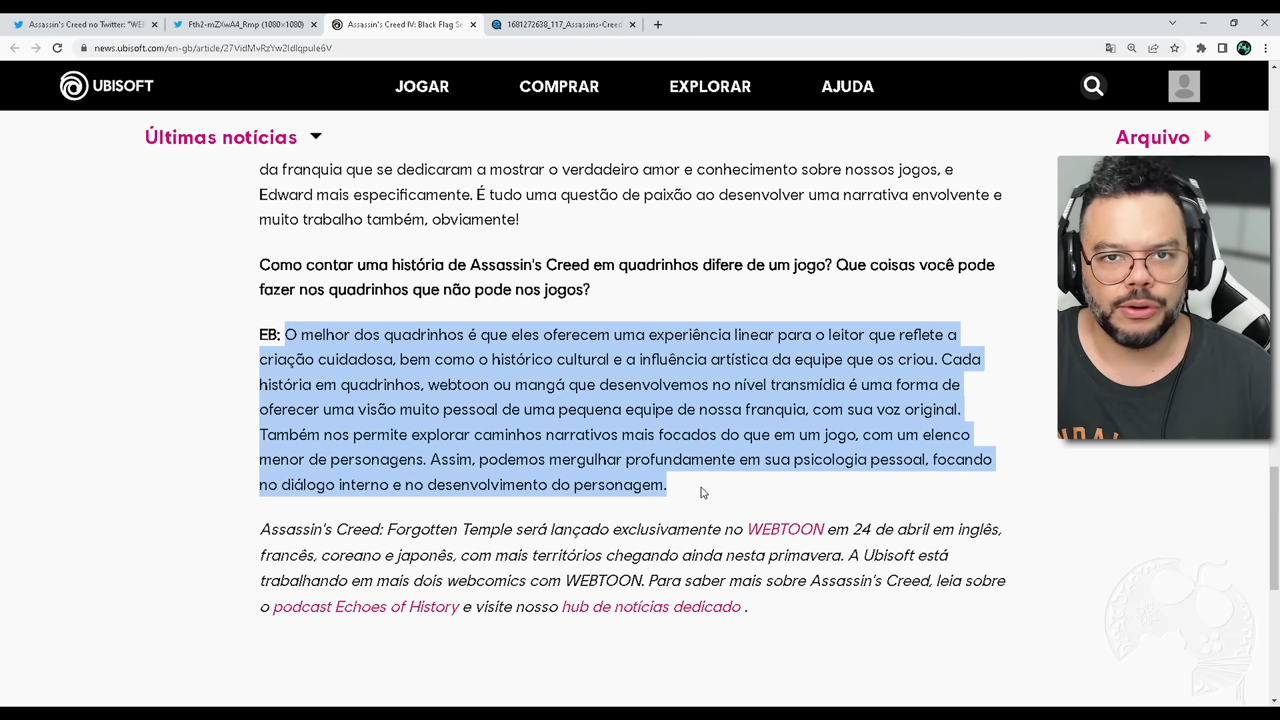 Assassin's Creed no Twitter: "WEB
Fth2-mZXwA4_Rmp (1080×1080)
Assassin's Creed IV: Black Flag Se
1681272638_117_Assassins-Creed
news.ubisoft.com/en-gb/article/27VidMvRzYw2ldlqpuIe6V
UBISOFT
JOGAR COMPRAR EXPLORAR AJUDA
Últimas notícias
Arquivo
da franquia que se dedicaram a mostrar o verdadeiro amor e conhecimento sobre nossos jogos, e
Edward mais especificamente. É tudo uma questão de paixão ao desenvolver uma narrativa envolvente e
muito trabalho também, obviamente!
Como contar uma história de Assassin's Creed em quadrinhos difere de um jogo? Que coisas você pode
fazer nos quadrinhos que não pode nos jogos?
EB: O melhor dos quadrinhos é que eles oferecem uma experiência linear para o leitor que reflete a
criação cuidadosa, bem como o histórico cultural e a influência artística da equipe que os criou. Cada
história em quadrinhos, webtoon ou mangá que desenvolvemos no nível transmídia é uma forma de
oferecer uma visão muito pessoal de uma pequena equipe de nossa franquia, com sua voz original.
Também nos permite explorar caminhos narrativos mais focados do que em um jogo, com um elenco
menor de personagens. Assim, podemos mergulhar profundamente em sua psicologia pessoal, focando
no diálogo interno e no desenvolvimento do personagem.
Assassin's Creed: Forgotten Temple será lançado exclusivamente no WEBTOON em 24 de abril em inglês,
francês, coreano e japonês, com mais territórios chegando ainda nesta primavera. A Ubisoft está
trabalhando em mais dois webcomics com WEBTOON. Para saber mais sobre Assassin's Creed, leia sobre
o podcast Echoes of History e visite nosso hub de notícias dedicado .